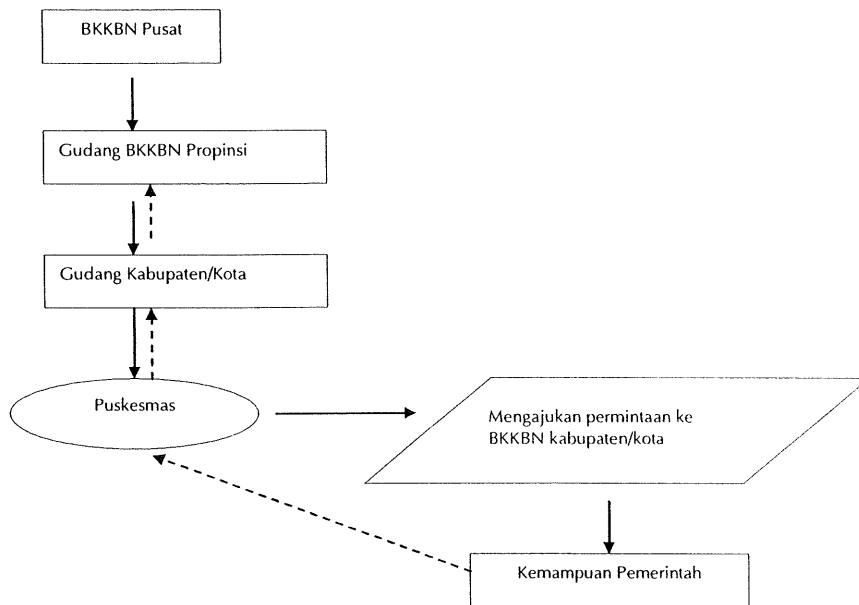 BKKBN Pusat
Gudang BKKBN Propinsi
Gudang Kabupaten/Kota
Puskesmas
Mengajukan permintaan ke
BKKBN kabupaten/kota
Kemampuan Pemerintah